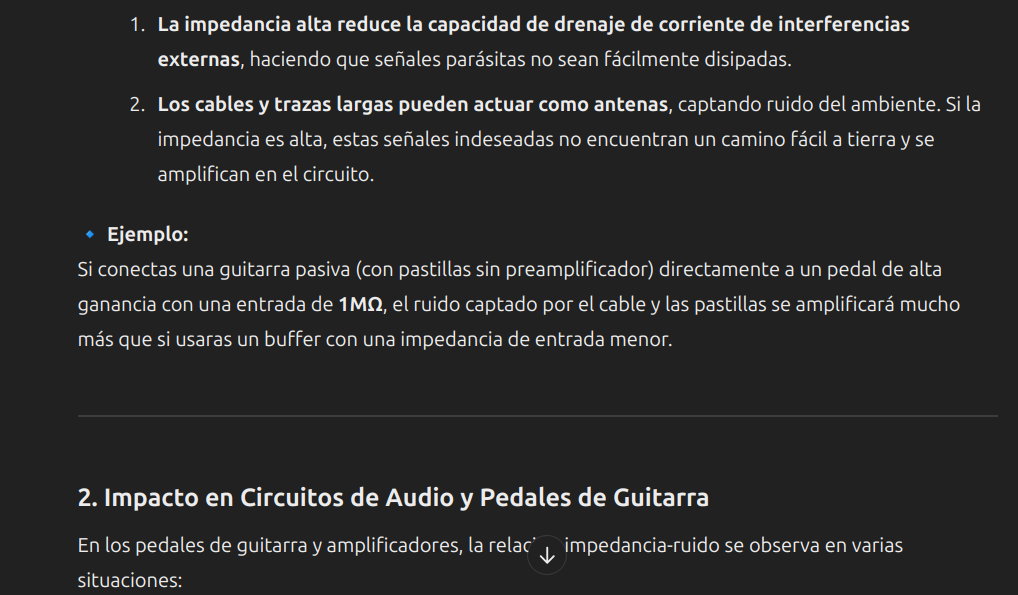 1. La impedancia alta reduce la capacidad de drenaje de corriente de interferencias
externas, haciendo que señales parásitas no sean fácilmente disipadas.
2. Los cables y trazas largas pueden actuar como antenas, captando ruido del ambiente. Si la
impedancia es alta, estas señales indeseadas no encuentran un camino fácil a tierra y se
amplifican en el circuito.
🔹 Ejemplo:
Si conectas una guitarra pasiva (con pastillas sin preamplificador) directamente a un pedal de alta
ganancia con una entrada de 1MΩ, el ruido captado por el cable y las pastillas se amplificará mucho
más que si usaras un buffer con una impedancia de entrada menor.
2. Impacto en Circuitos de Audio y Pedales de Guitarra
En los pedales de guitarra y amplificadores, la impedancia-ruido se observa en varias
situaciones: